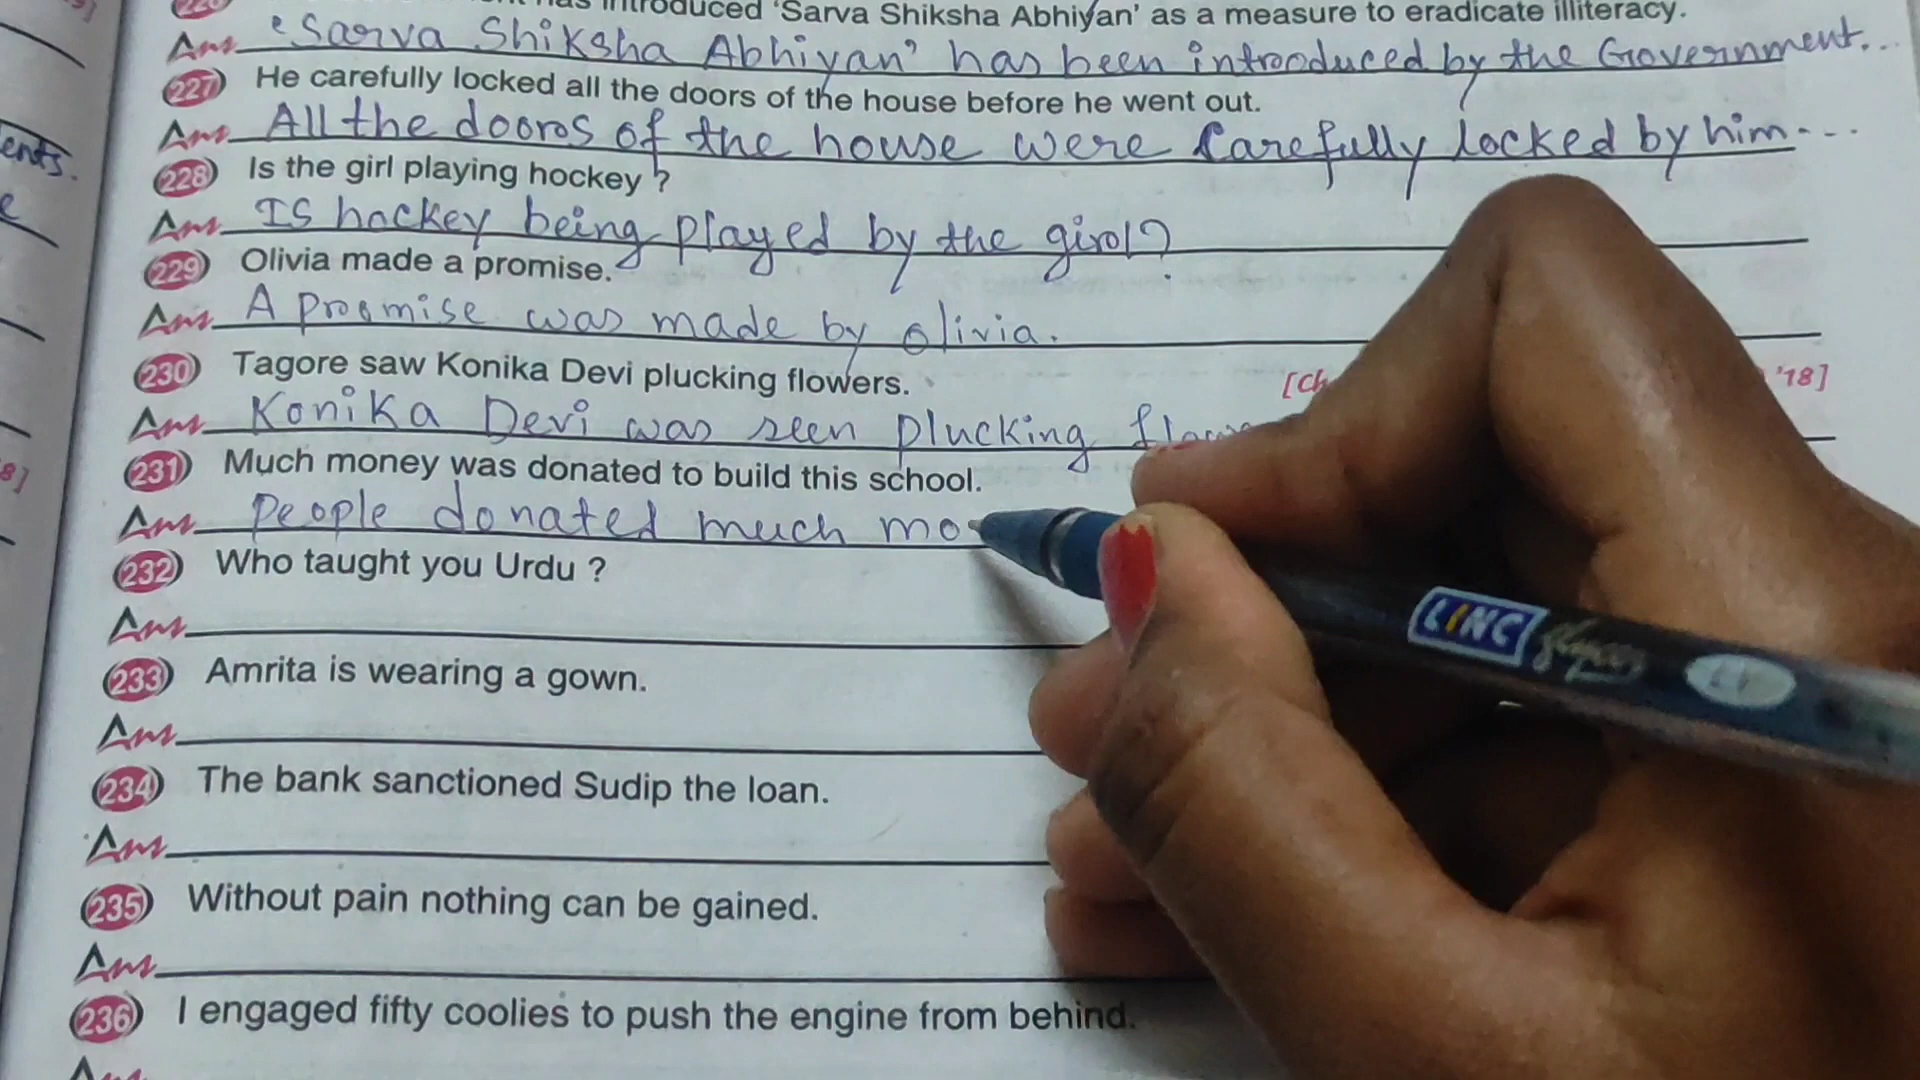 introduced 'Sarva Shiksha Abhiyan' as a measure to eradicate illiteracy.
Ans 'Sarva Shiksha Abhiyan' has been introduced by the Government...
227 He carefully locked all the doors of the house before he went out.
Ans All the doors of the house were carefully locked by him...
228 Is the girl playing hockey ?
Ans Is hockey being played by the girl?
229 Olivia made a promise.
Ans A promise was made by olivia.
230 Tagore saw Konika Devi plucking flowers. [Ch '18]
Ans Konika Devi was seen plucking
231 Much money was donated to build this school.
Ans People donated much mo
232 Who taught you Urdu ?
Ans
233 Amrita is wearing a gown.
Ans
234 The bank sanctioned Sudip the loan.
Ans
235 Without pain nothing can be gained.
Ans
236 I engaged fifty coolies to push the engine from behind.
ents.
e
8]
LINC